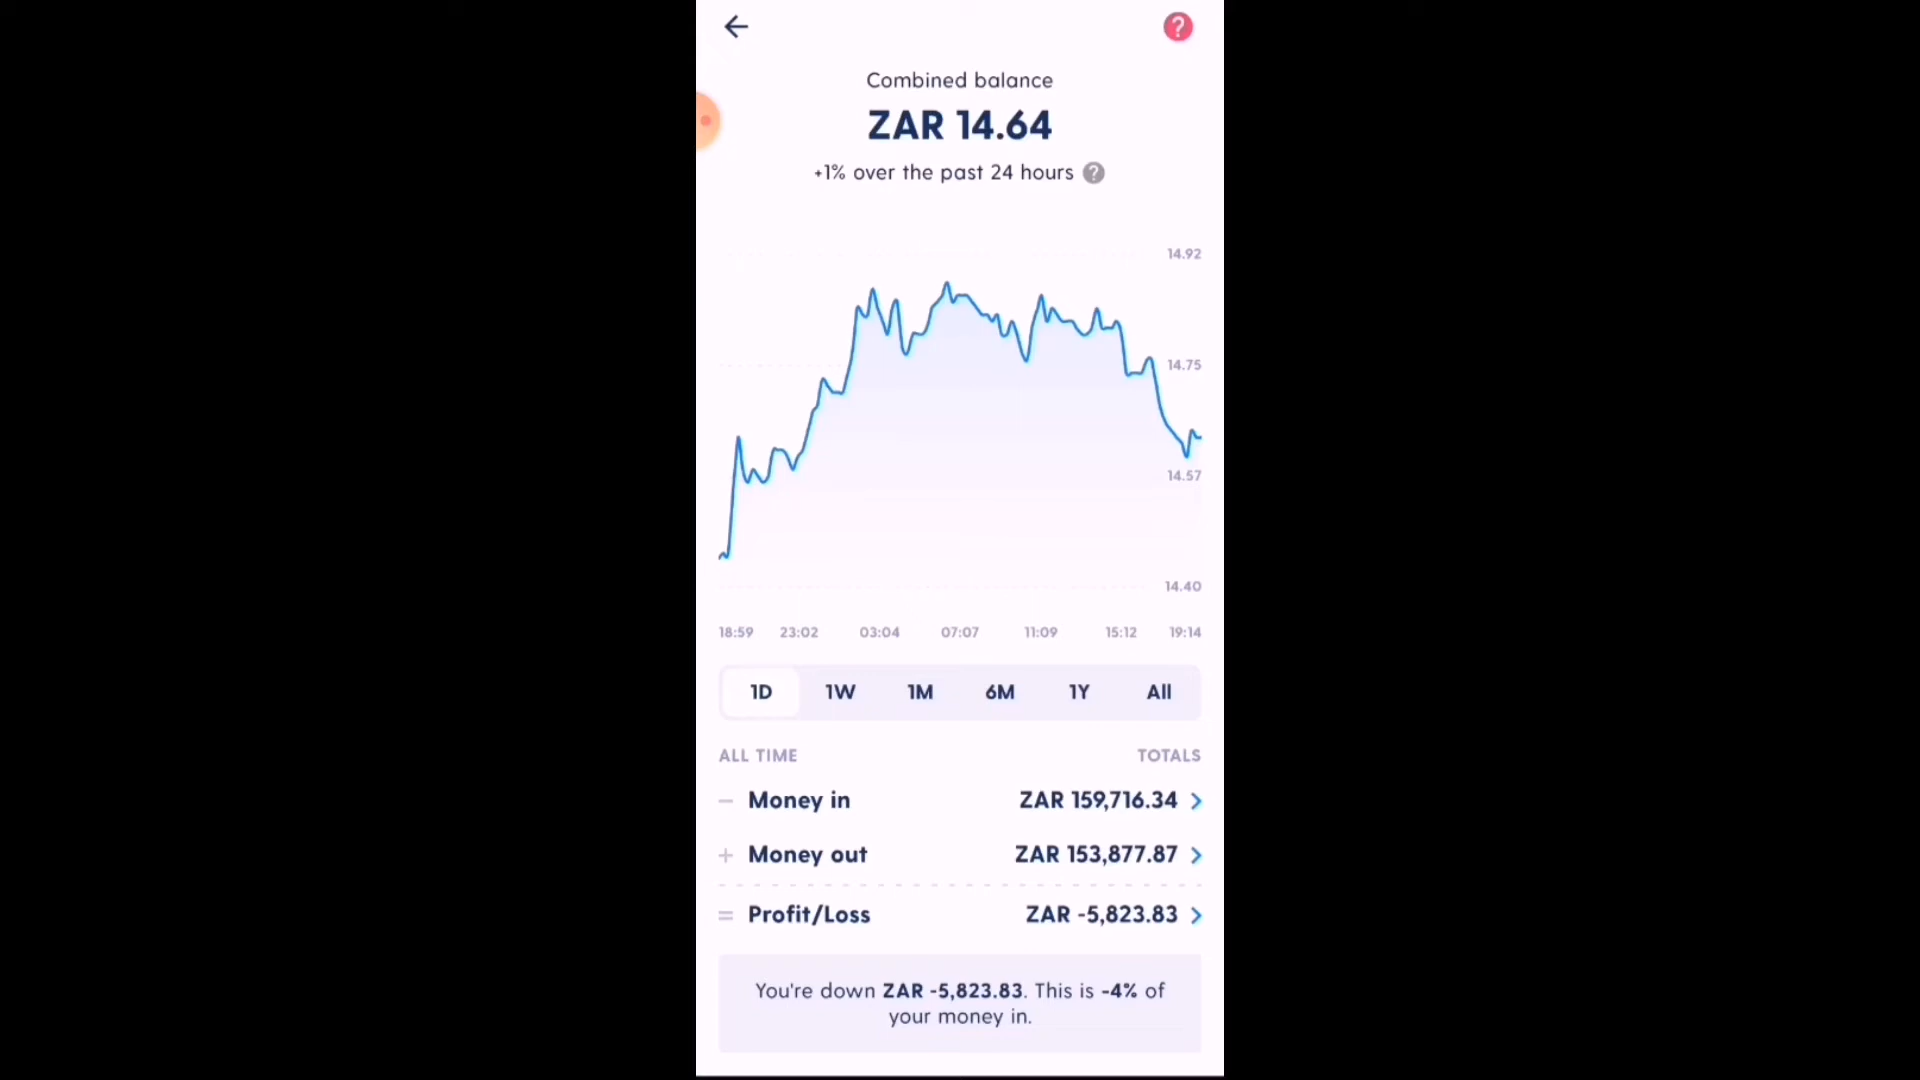 ?
Combined balance
ZAR 14.64
+1% over the past 24 hours ?
14.92
14.75
14.57
14.40
18:59 23:02 03:04 07:07 11:09 15:12 19:14
1D 1W 1M 6M 1Y All
ALL TIME TOTALS
− Money in ZAR 159,716.34
+ Money out ZAR 153,877.87
= Profit/Loss ZAR -5,823.83
You're down ZAR -5,823.83. This is -4% of
your money in.